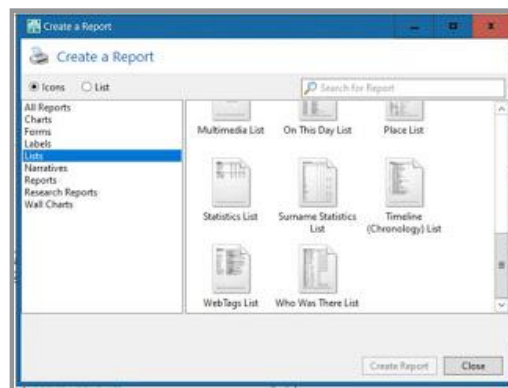 Create a Report
Create a Report
Icons
List
Search for Report
All Reports
Charts
Forms
Labels
Lists
Narratives
Reports
Research Reports
Wall Charts
Multimedia List
On This Day List
Place List
Statistics List
Surname Statistics
List
Timeline
(Chronology) List
WebTags List
Who Was There List
Create Report
Close